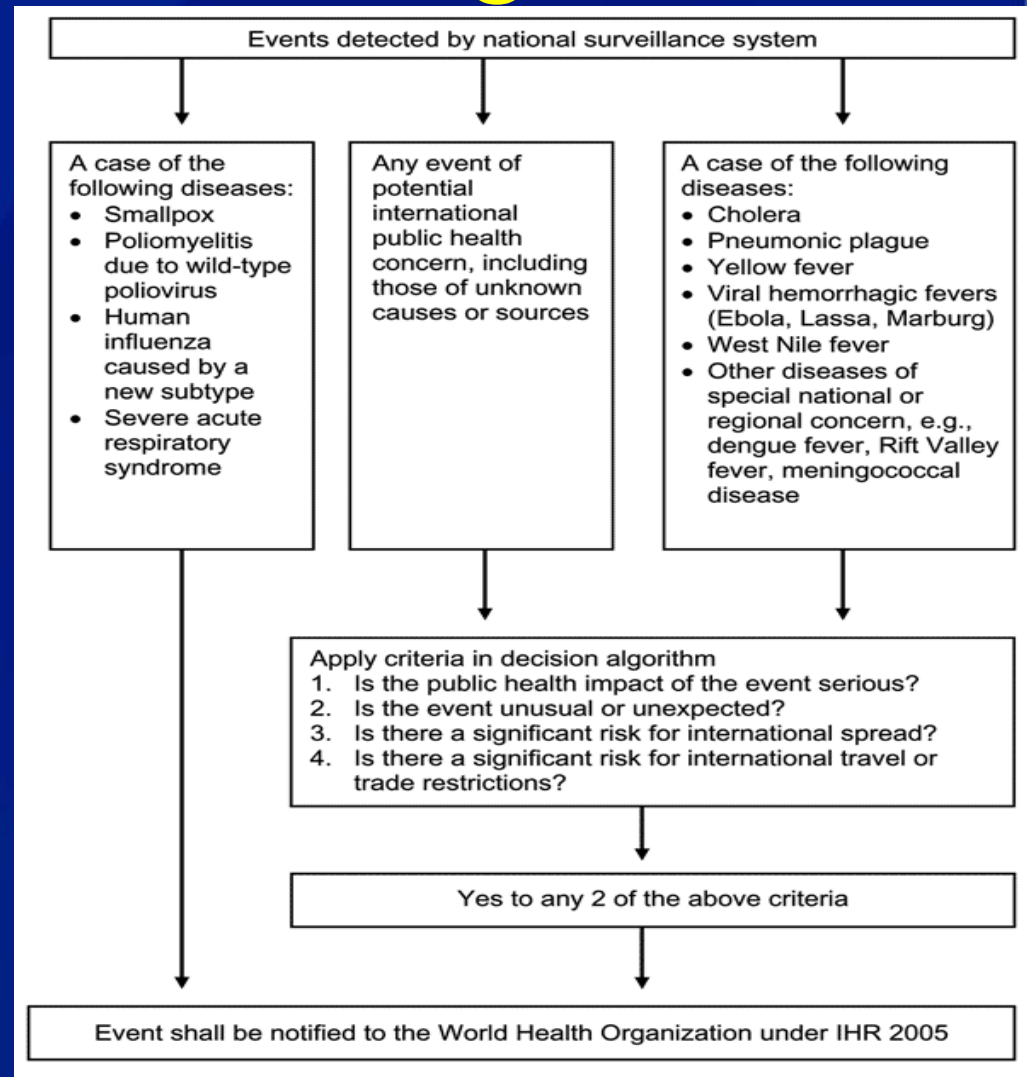 Events detected by national surveillance system
A case of the
following diseases:
• Smallpox
• Poliomyelitis
due to wild-type
poliovirus
• Human
influenza
caused by a
new subtype
• Severe acute
respiratory
syndrome
Any event of
potential
international
public health
concern, including
those of unknown
causes or sources
A case of the following
diseases:
• Cholera
• Pneumonic plague
• Yellow fever
• Viral hemorrhagic fevers
(Ebola, Lassa, Marburg)
• West Nile fever
• Other diseases of
special national or
regional concern, e.g.,
dengue fever, Rift Valley
fever, meningococcal
disease
Apply criteria in decision algorithm
1. Is the public health impact of the event serious?
2. Is the event unusual or unexpected?
3. Is there a significant risk for international spread?
4. Is there a significant risk for international travel or
trade restrictions?
Yes to any 2 of the above criteria
Event shall be notified to the World Health Organization under IHR 2005